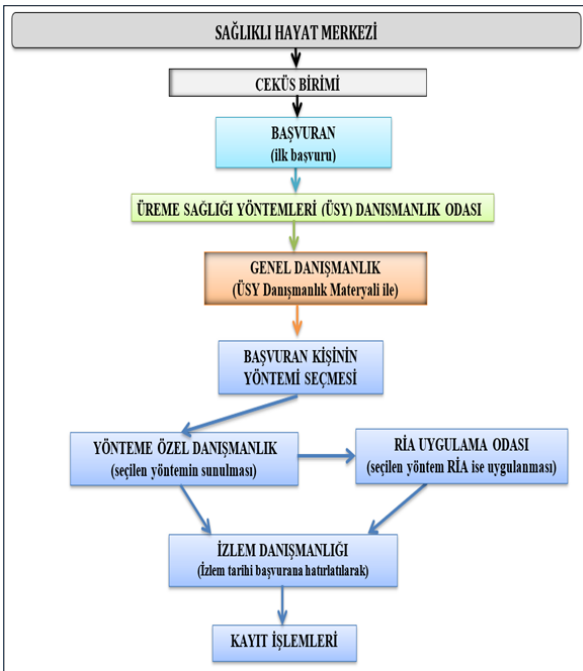 SAĞLIKLI HAYAT MERKEZİ
CEKÜS BİRİMİ
BAŞVURAN
(ilk başvuru)
ÜREME SAĞLIĞI YÖNTEMLERİ (ÜSY) DANISMANLIK ODASI
GENEL DANIŞMANLIK
(ÜSY Danışmanlık Materyali ile)
BAŞVURAN KİŞİNİN
YÖNTEMİ SEÇMESİ
YÖNTEME ÖZEL DANIŞMANLIK
(seçilen yöntemin sunulması)
RİA UYGULAMA ODASI
(seçilen yöntem RİA ise uygulanması)
İZLEM DANIŞMANLIĞI
(İzlem tarihi başvurana hatırlatılarak)
KAYIT İŞLEMLERİ